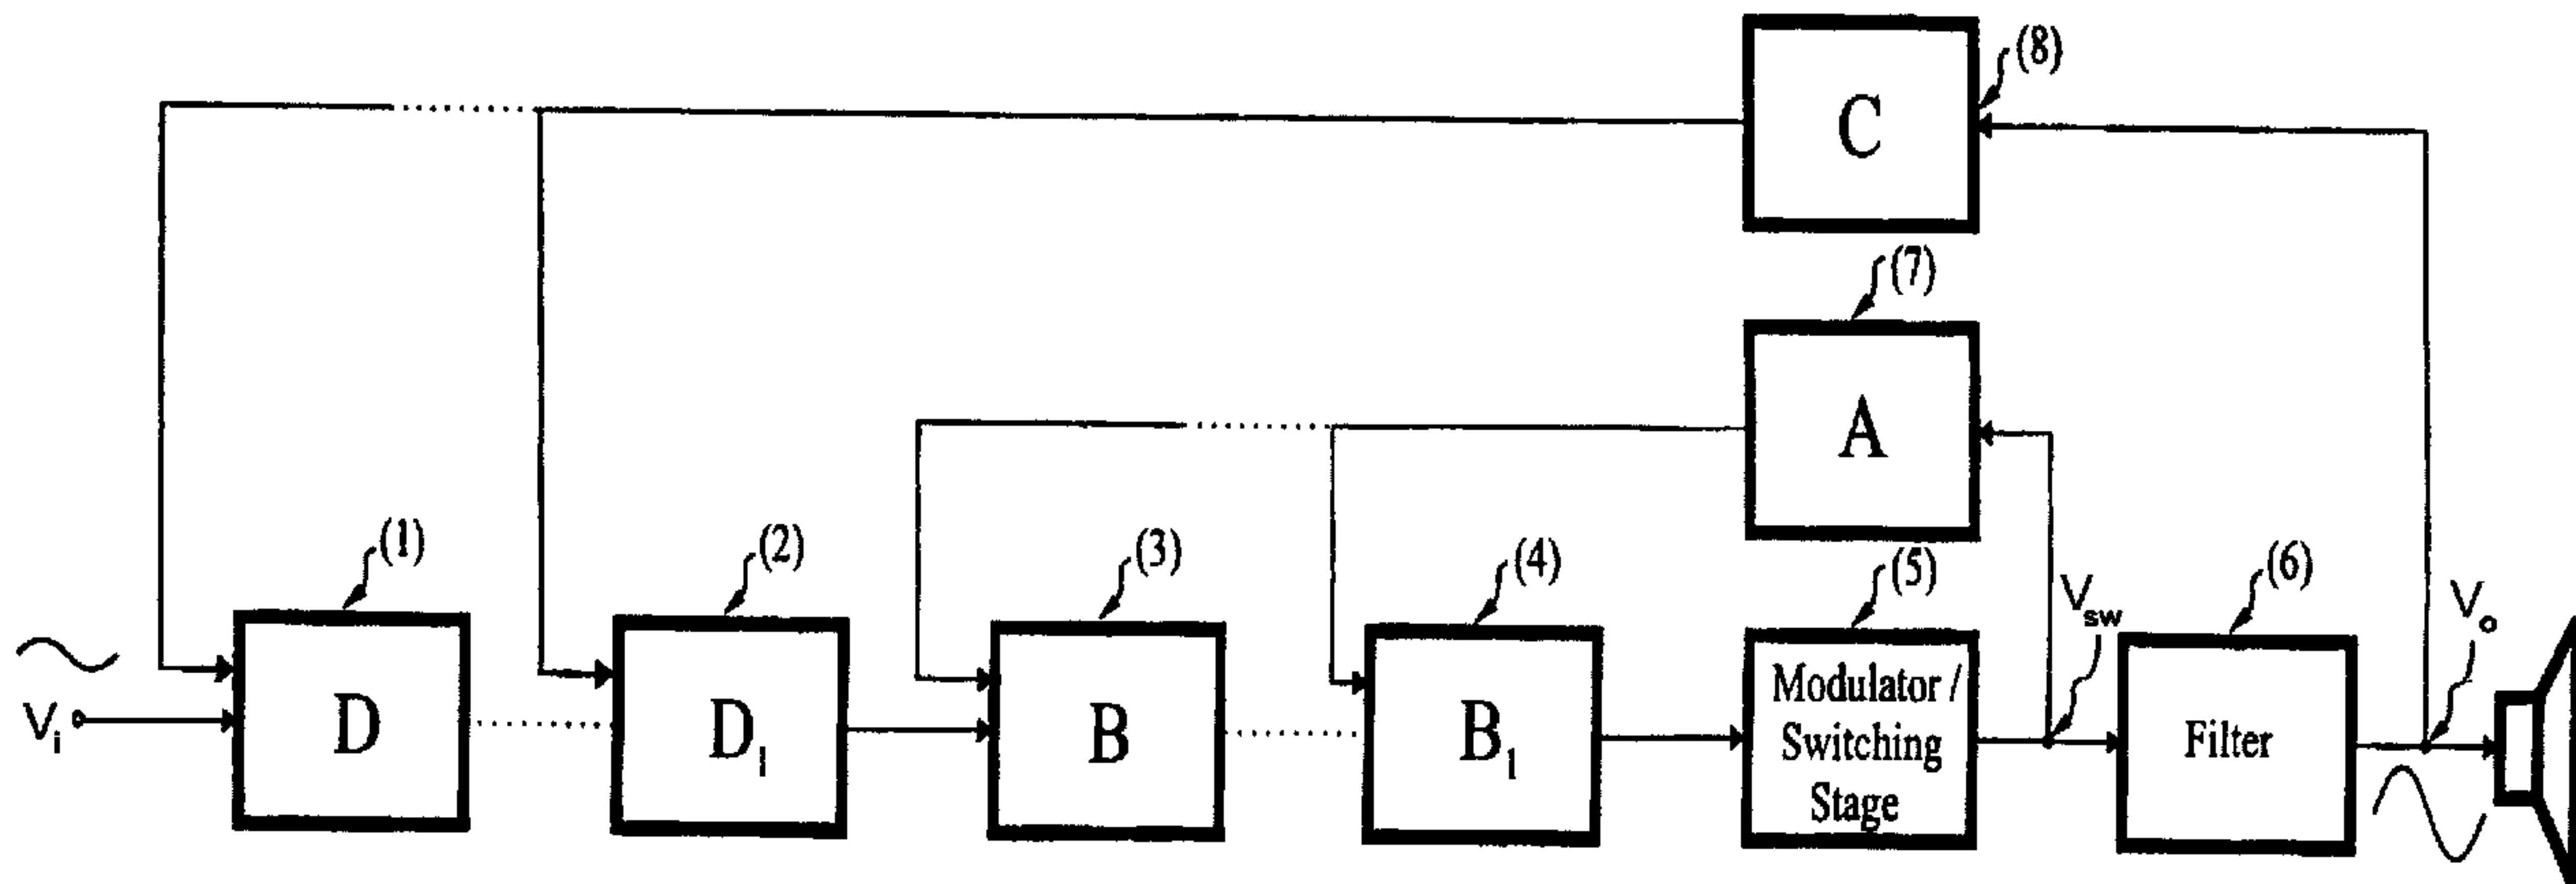 (8)
C
(7)
A
(1)
(2)
(3)
(4)
(5)
(6)
Vsw
Vo
Vi
D
D1
B
B1
Modulator /
Switching
Stage
Filter